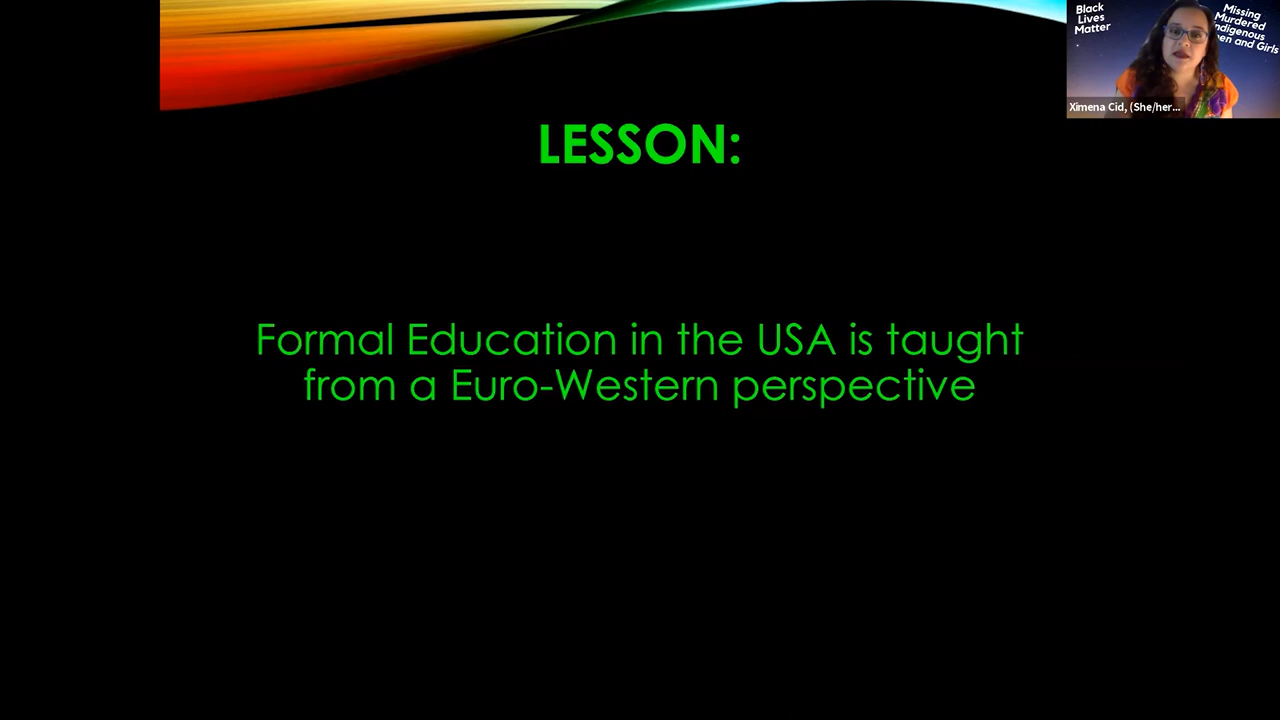 LESSON:
Formal Education in the USA is taught
from a Euro-Western perspective
Black
Lives
Matter
Missing
Murdered
Indigenous
and Girls
Ximena Cid, (She/her...